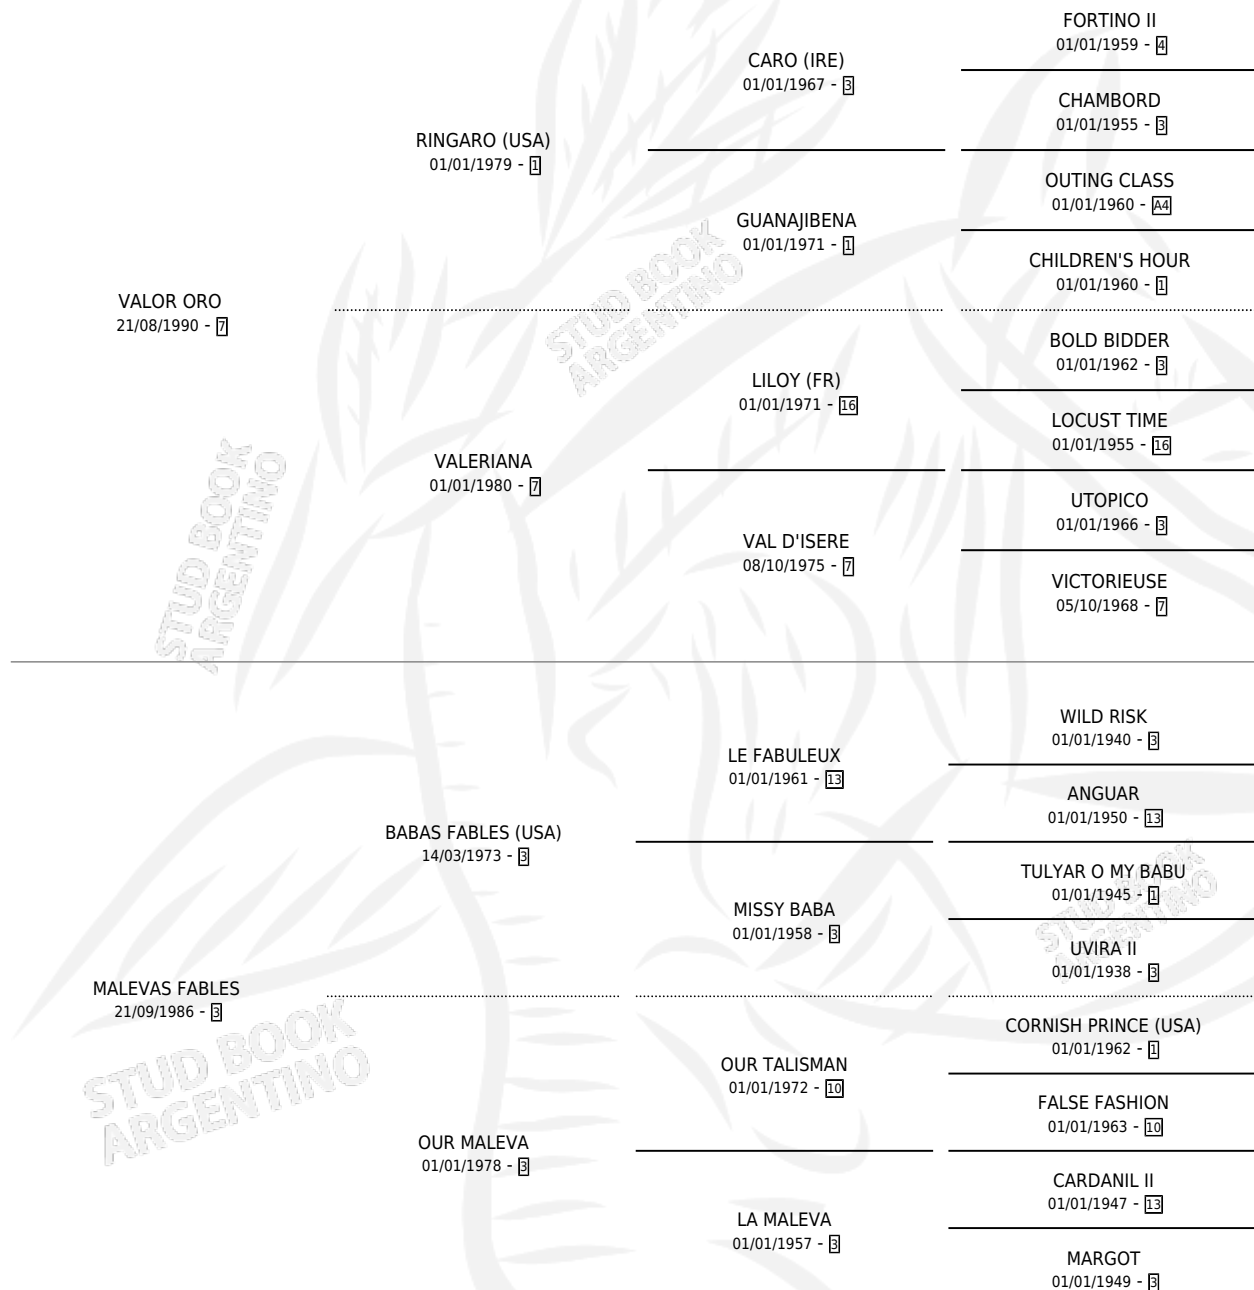 FORTINO II
01/01/1959 - 4
CARO (IRE)
01/01/1967 - 3
CHAMBORD
01/01/1955 - 3
RINGARO (USA)
01/01/1979 - 1
OUTING CLASS
01/01/1960 - A4
GUANAJIBENA
01/01/1971 - 1
CHILDREN'S HOUR
01/01/1960 - 1
VALOR ORO
21/08/1990 - 7
STUD BOOK
ARGENTINO
BOLD BIDDER
01/01/1962 - 3
LILOY (FR)
01/01/1971 - 16
LOCUST TIME
01/01/1955 - 16
VALERIANA
01/01/1980 - 7
UTOPICO
01/01/1966 - 3
VAL D'ISERE
08/10/1975 - 7
VICTORIEUSE
05/10/1968 - 7
STUD BOOK
ARGENTINO
WILD RISK
01/01/1940 - 3
LE FABULEUX
01/01/1961 - 13
ANGUAR
01/01/1950 - 13
BABAS FABLES (USA)
14/03/1973 - 3
TULYAR O MY BABU
01/01/1945 - 1
MISSY BABA
01/01/1958 - 3
STUD BOOK
ARGENTINO
UVIRA II
01/01/1938 - 3
MALEVAS FABLES
21/09/1986 - 3
STUD BOOK
ARGENTINO
CORNISH PRINCE (USA)
01/01/1962 - 1
OUR TALISMAN
01/01/1972 - 10
FALSE FASHION
01/01/1963 - 10
OUR MALEVA
01/01/1978 - 3
CARDANIL II
01/01/1947 - 13
LA MALEVA
01/01/1957 - 3
MARGOT
01/01/1949 - 3